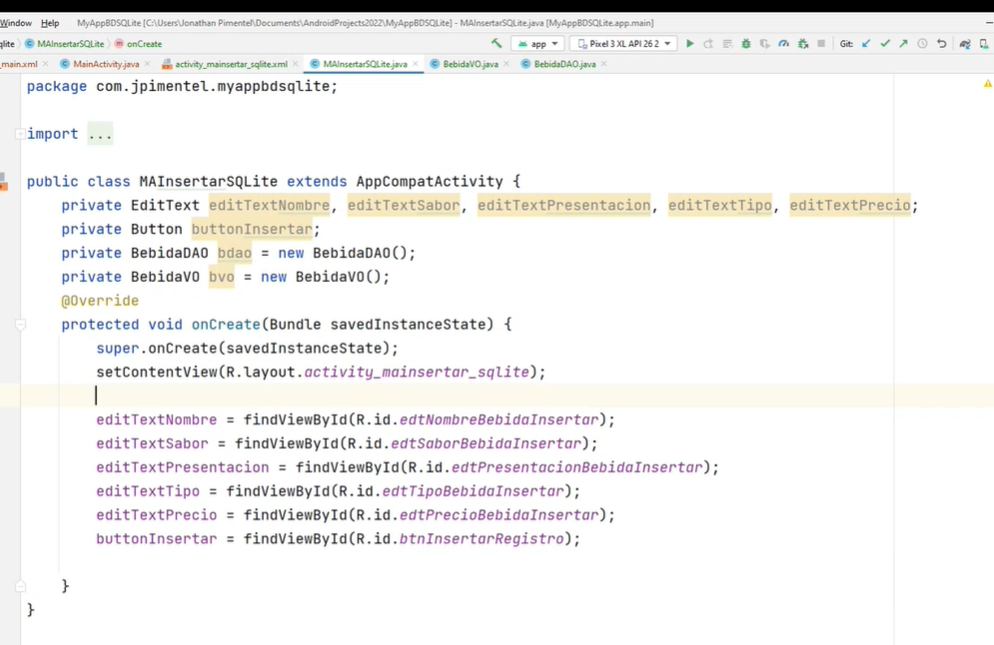 Window Help MyAppBDSQLite [C:\Users\Jonathan Pimentel\Documents\AndroidProjects2022\MyAppBDSQLite] - MAInsertarSQLite.java [MyAppBDSQLite.app.main]
qlite MAInsertarSQLite onCreate app Pixel 3 XL API 26 2 Git:
_main.xml MainActivity.java activity_mainsertar_sqlite.xml MAInsertarSQLite.java BebidaVO.java BebidaDAO.java
package com.jpimentel.myappbdsqlite;
import ...
public class MAInsertarSQLite extends AppCompatActivity {
private EditText editTextNombre, editTextSabor, editTextPresentacion, editTextTipo, editTextPrecio;
private Button buttonInsertar;
private BebidaDAO bdao = new BebidaDAO();
private BebidaVO bvo = new BebidaVO();
@Override
protected void onCreate(Bundle savedInstanceState) {
super.onCreate(savedInstanceState);
setContentView(R.layout.activity_mainsertar_sqlite);
editTextNombre = findViewById(R.id.edtNombreBebidaInsertar);
editTextSabor = findViewById(R.id.edtSaborBebidaInsertar);
editTextPresentacion = findViewById(R.id.edtPresentacionBebidaInsertar);
editTextTipo = findViewById(R.id.edtTipoBebidaInsertar);
editTextPrecio = findViewById(R.id.edtPrecioBebidaInsertar);
buttonInsertar = findViewById(R.id.btnInsertarRegistro);
}
}